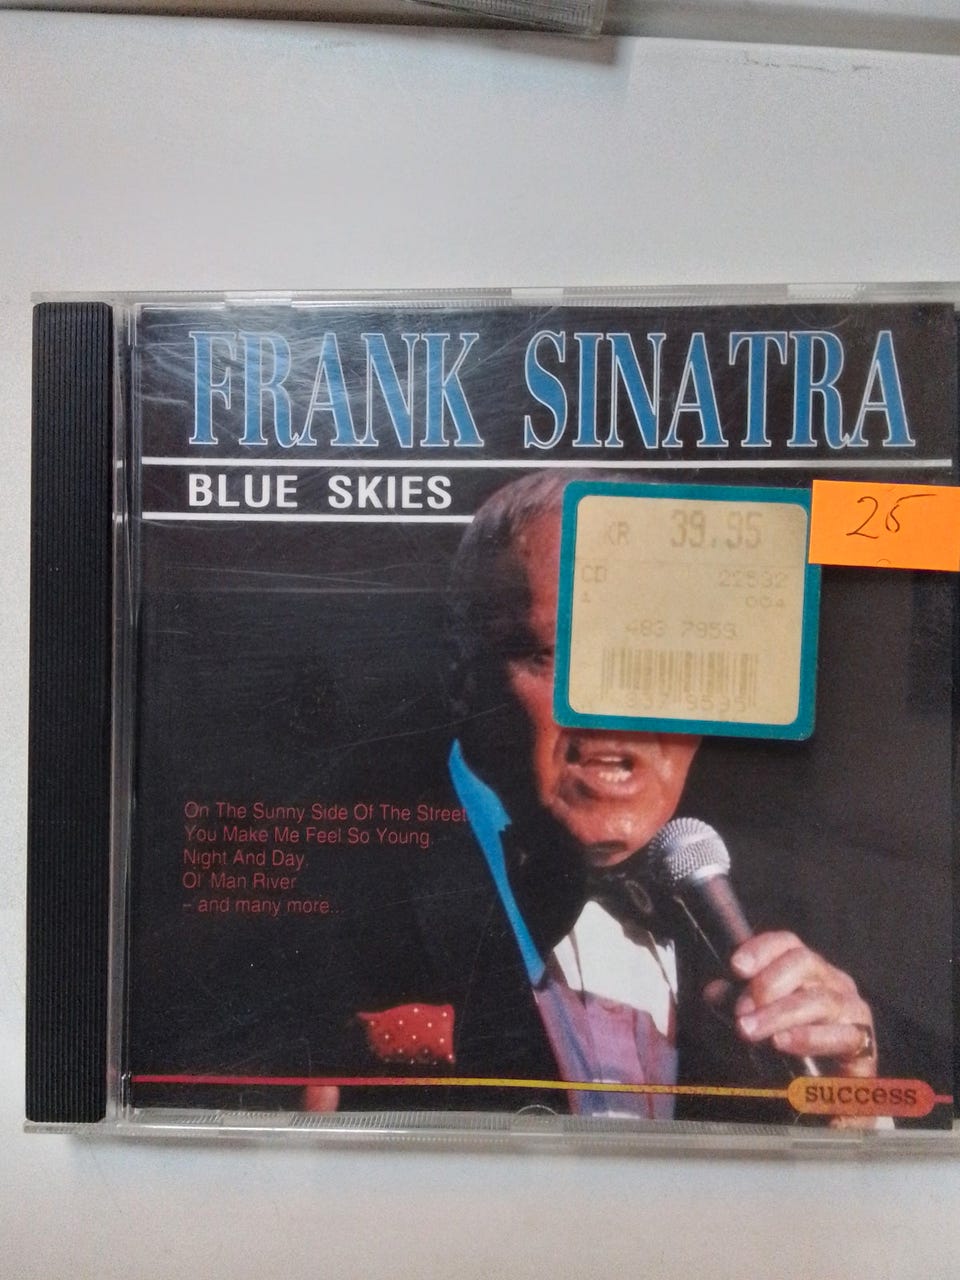 FRANK SINATRA
BLUE SKIES
25
KR 39.95
CD 22532
1 004
483 7959
On The Sunny Side Of The Street
You Make Me Feel So Young,
Night And Day,
Ol' Man River
– and many more...
success